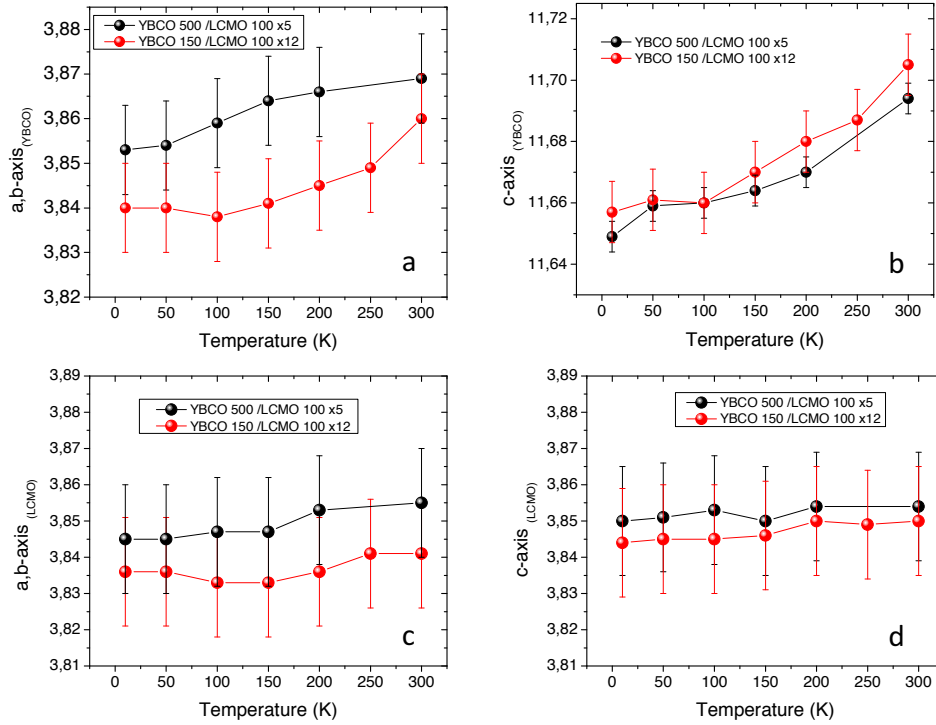 3,88
3,87
3,86
3,85
3,84
3,83
3,82
a,b-axis (YBCO)
YBCO 500 /LCMO 100 x5
YBCO 150 /LCMO 100 x12
a
0 50 100 150 200 250 300
Temperature (K)
11,72
11,70
11,68
11,66
11,64
c-axis (YBCO)
YBCO 500 /LCMO 100 x5
YBCO 150 /LCMO 100 x12
b
0 50 100 150 200 250 300
Temperature (K)
3,89
3,88
3,87
3,86
3,85
3,84
3,83
3,82
3,81
a,b-axis (LCMO)
YBCO 500 /LCMO 100 x5
YBCO 150 /LCMO 100 x12
c
0 50 100 150 200 250 300
Temperature (K)
3,89
3,88
3,87
3,86
3,85
3,84
3,83
3,82
3,81
c-axis (LCMO)
YBCO 500 /LCMO 100 x5
YBCO 150 /LCMO 100 x12
d
0 50 100 150 200 250 300
Temperature (K)